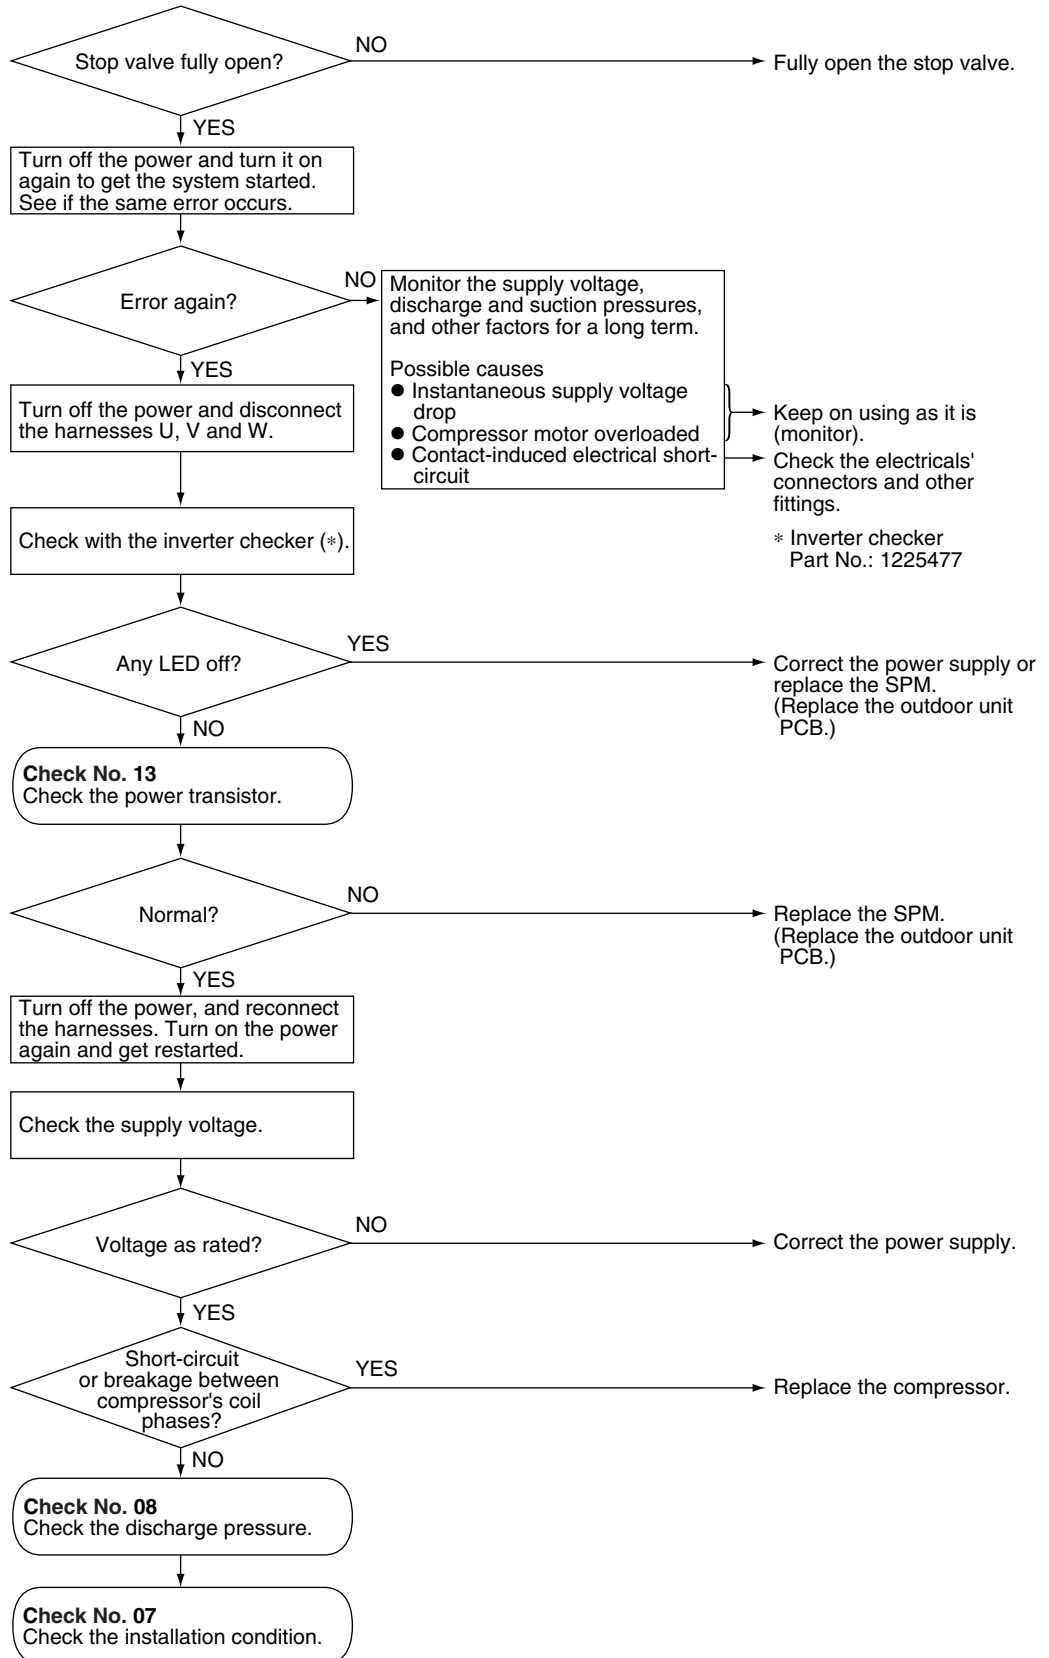 Stop valve fully open?
NO
Fully open the stop valve.
YES
Turn off the power and turn it on
again to get the system started.
See if the same error occurs.
Error again?
NO
Monitor the supply voltage,
discharge and suction pressures,
and other factors for a long term.
Possible causes
● Instantaneous supply voltage
drop
● Compressor motor overloaded
● Contact-induced electrical short-
circuit
Keep on using as it is
(monitor).
Check the electricals'
connectors and other
fittings.
* Inverter checker
Part No.: 1225477
YES
Turn off the power and disconnect
the harnesses U, V and W.
Check with the inverter checker (*).
Any LED off?
YES
Correct the power supply or
replace the SPM.
(Replace the outdoor unit
PCB.)
NO
Check No. 13
Check the power transistor.
Normal?
NO
Replace the SPM.
(Replace the outdoor unit
PCB.)
YES
Turn off the power, and reconnect
the harnesses. Turn on the power
again and get restarted.
Check the supply voltage.
Voltage as rated?
NO
Correct the power supply.
YES
Short-circuit
or breakage between
compressor's coil
phases?
YES
Replace the compressor.
NO
Check No. 08
Check the discharge pressure.
Check No. 07
Check the installation condition.